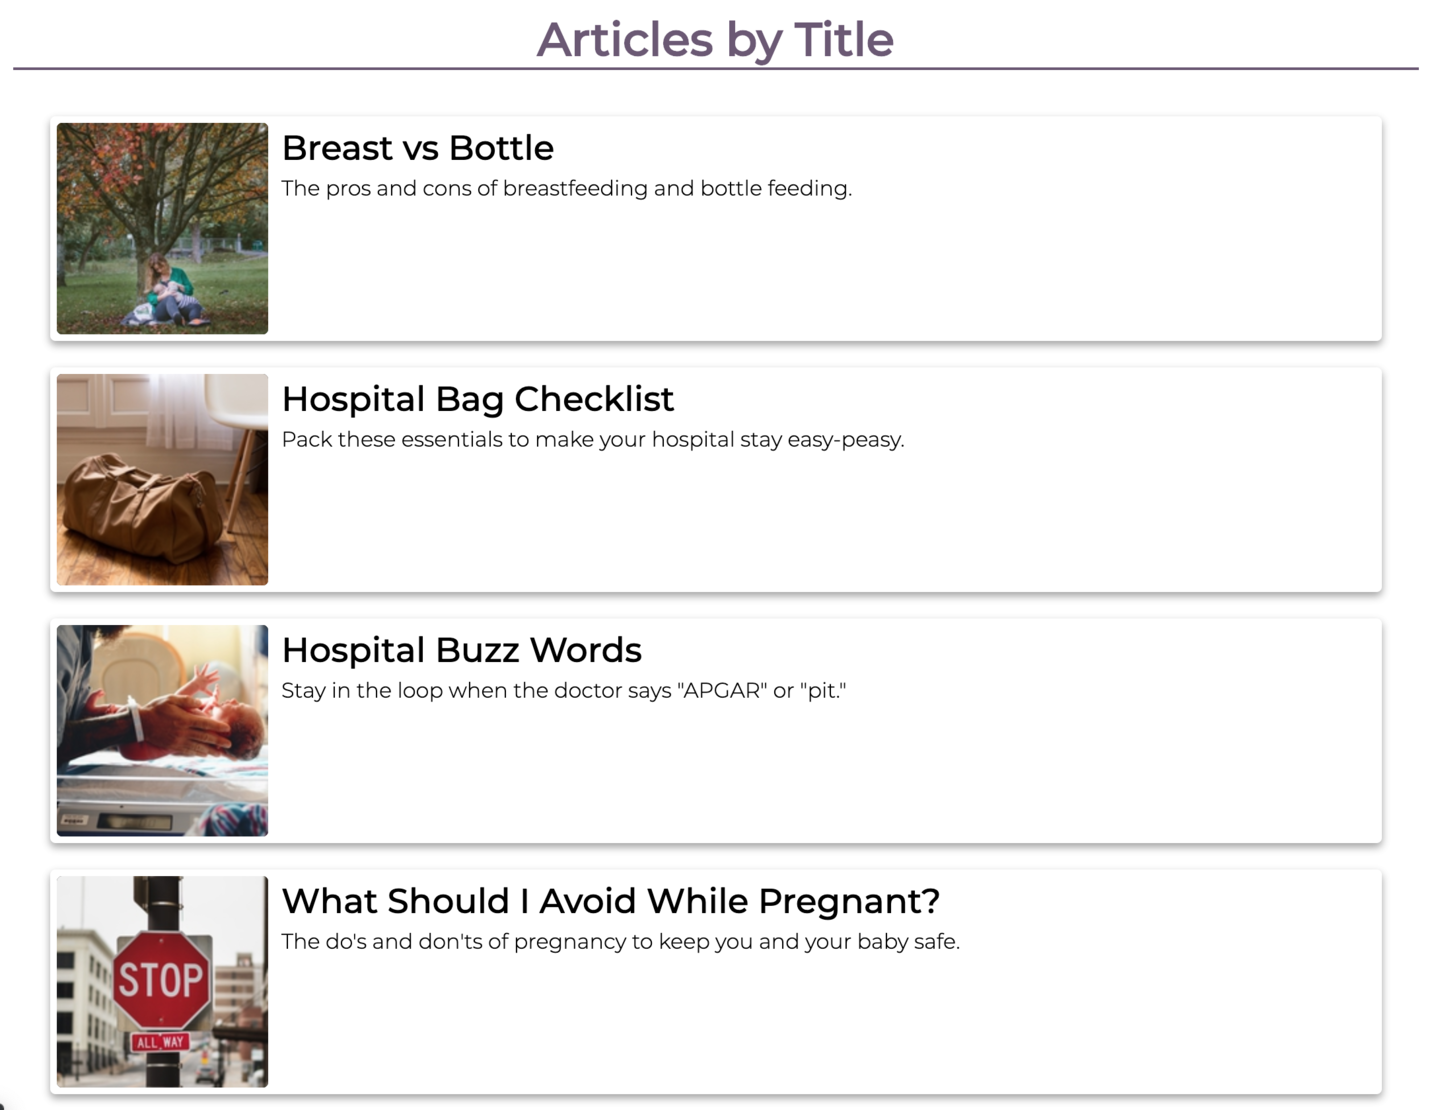 Articles by Title
Breast vs Bottle
The pros and cons of breastfeeding and bottle feeding.
Hospital Bag Checklist
Pack these essentials to make your hospital stay easy-peasy.
Hospital Buzz Words
Stay in the loop when the doctor says "APGAR" or "pit."
What Should I Avoid While Pregnant?
The do's and don'ts of pregnancy to keep you and your baby safe.
STOP
ALL WAY